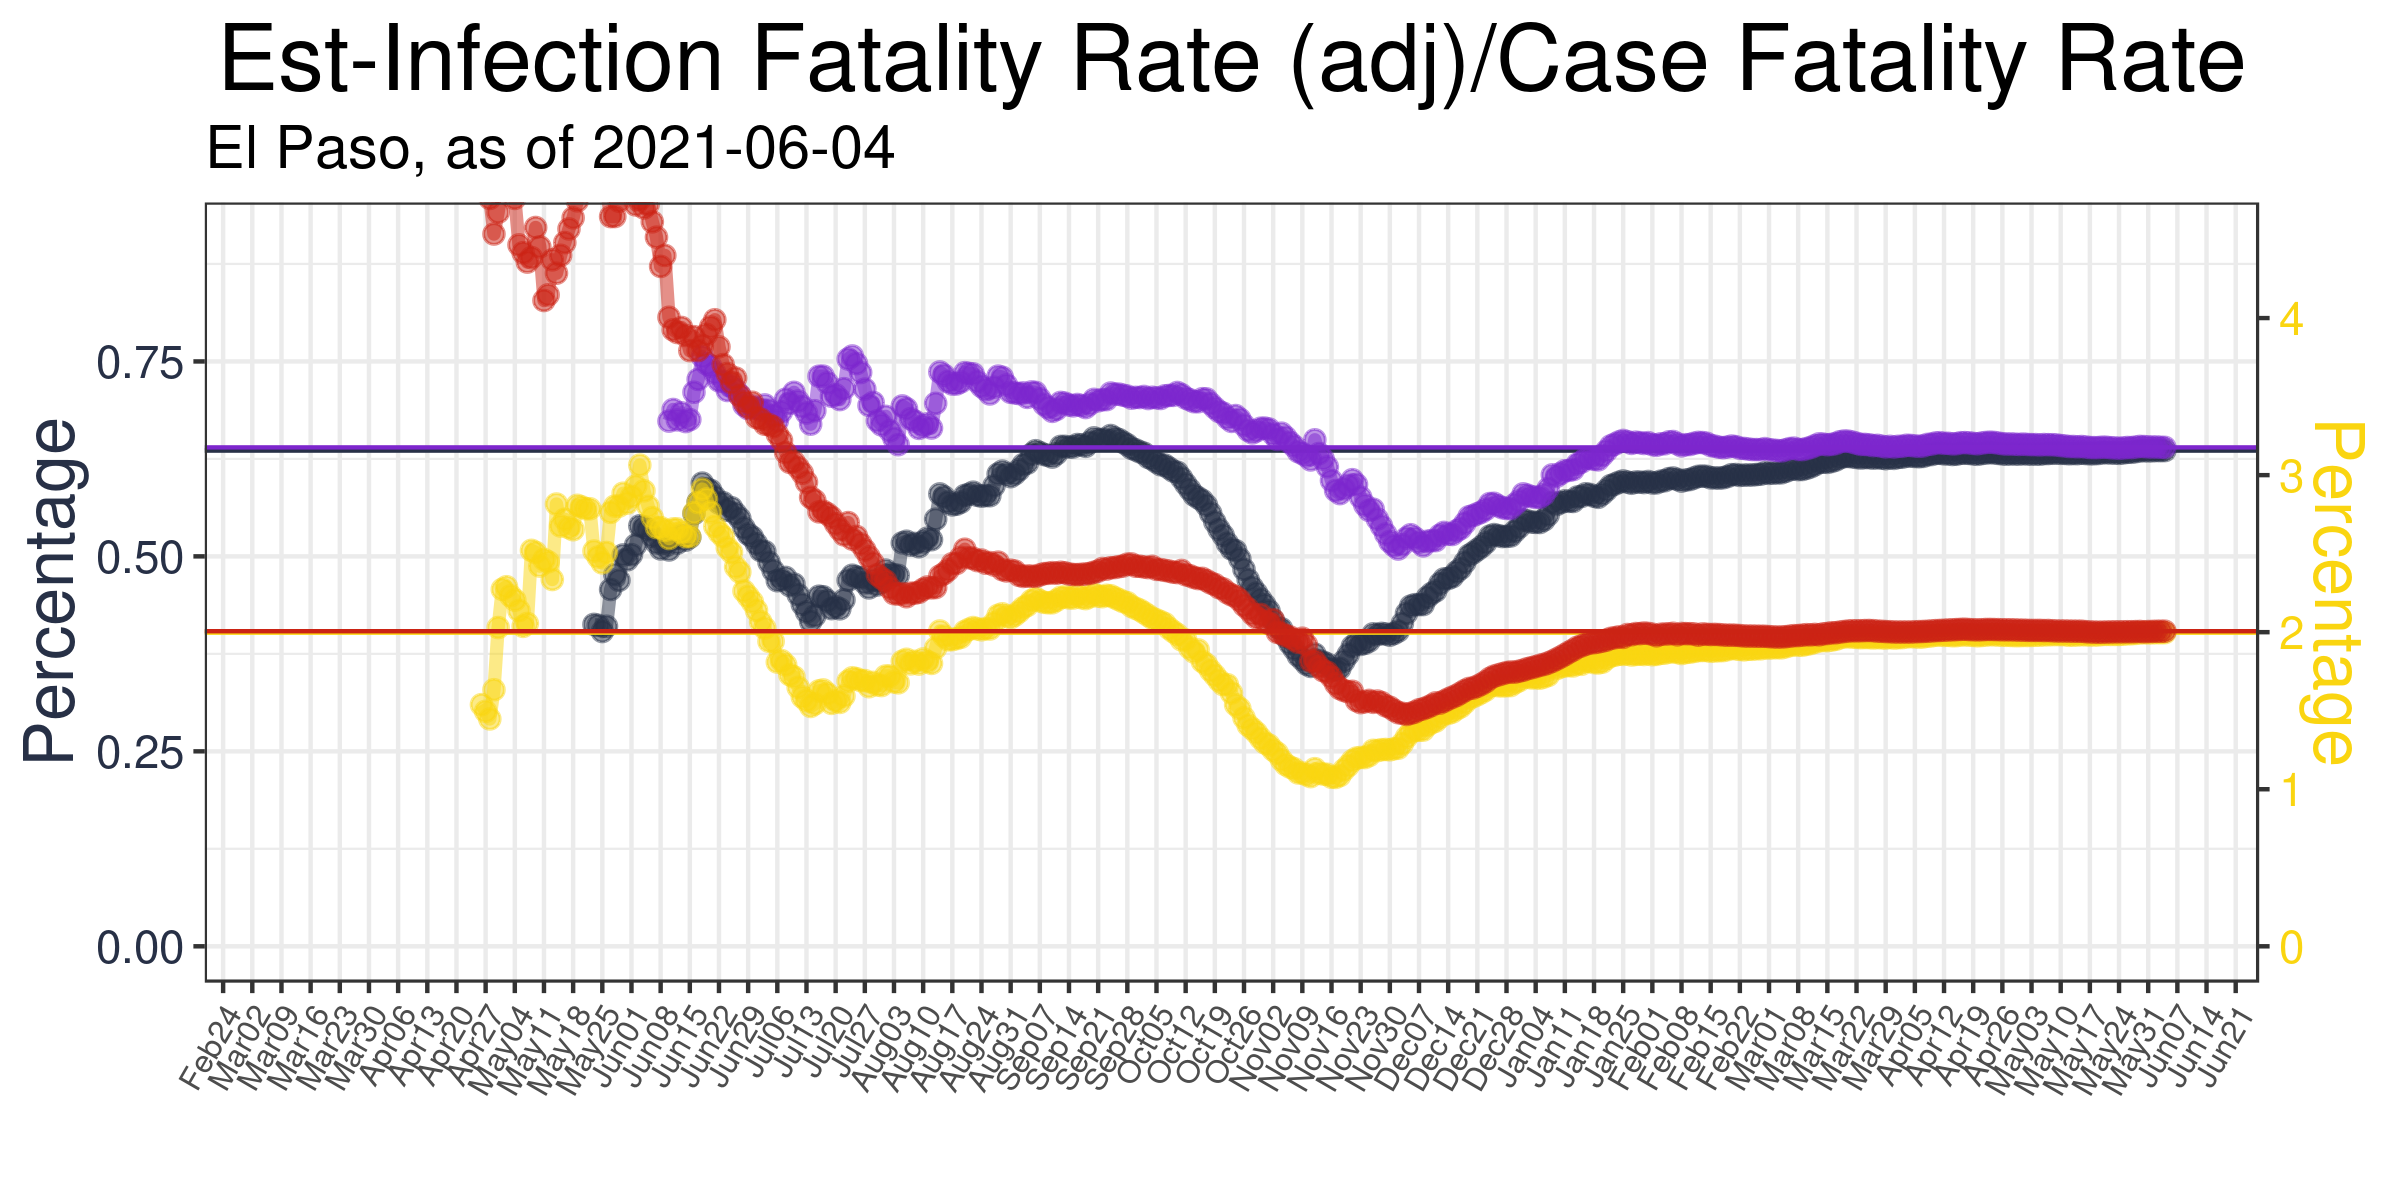 Est-Infection Fatality Rate (adj)/Case Fatality Rate
El Paso, as of 2021-06-04
Percentage
0.75
0.50
0.25
0.00
4
3
2
1
0
Percentage
Feb24
Mar02
Mar09
Mar16
Mar23
Mar30
Apr06
Apr13
Apr20
Apr27
May04
May11
May18
May25
Jun01
Jun08
Jun15
Jun22
Jun29
Jul06
Jul13
Jul20
Jul27
Aug03
Aug10
Aug17
Aug24
Aug31
Sep07
Sep14
Sep21
Sep28
Oct05
Oct12
Oct19
Oct26
Nov02
Nov09
Nov16
Nov23
Nov30
Dec07
Dec14
Dec21
Dec28
Jan04
Jan11
Jan18
Jan25
Feb01
Feb08
Feb15
Feb22
Mar01
Mar08
Mar15
Mar22
Mar29
Apr05
Apr12
Apr19
Apr26
May03
May10
May17
May24
May31
Jun07
Jun14
Jun21